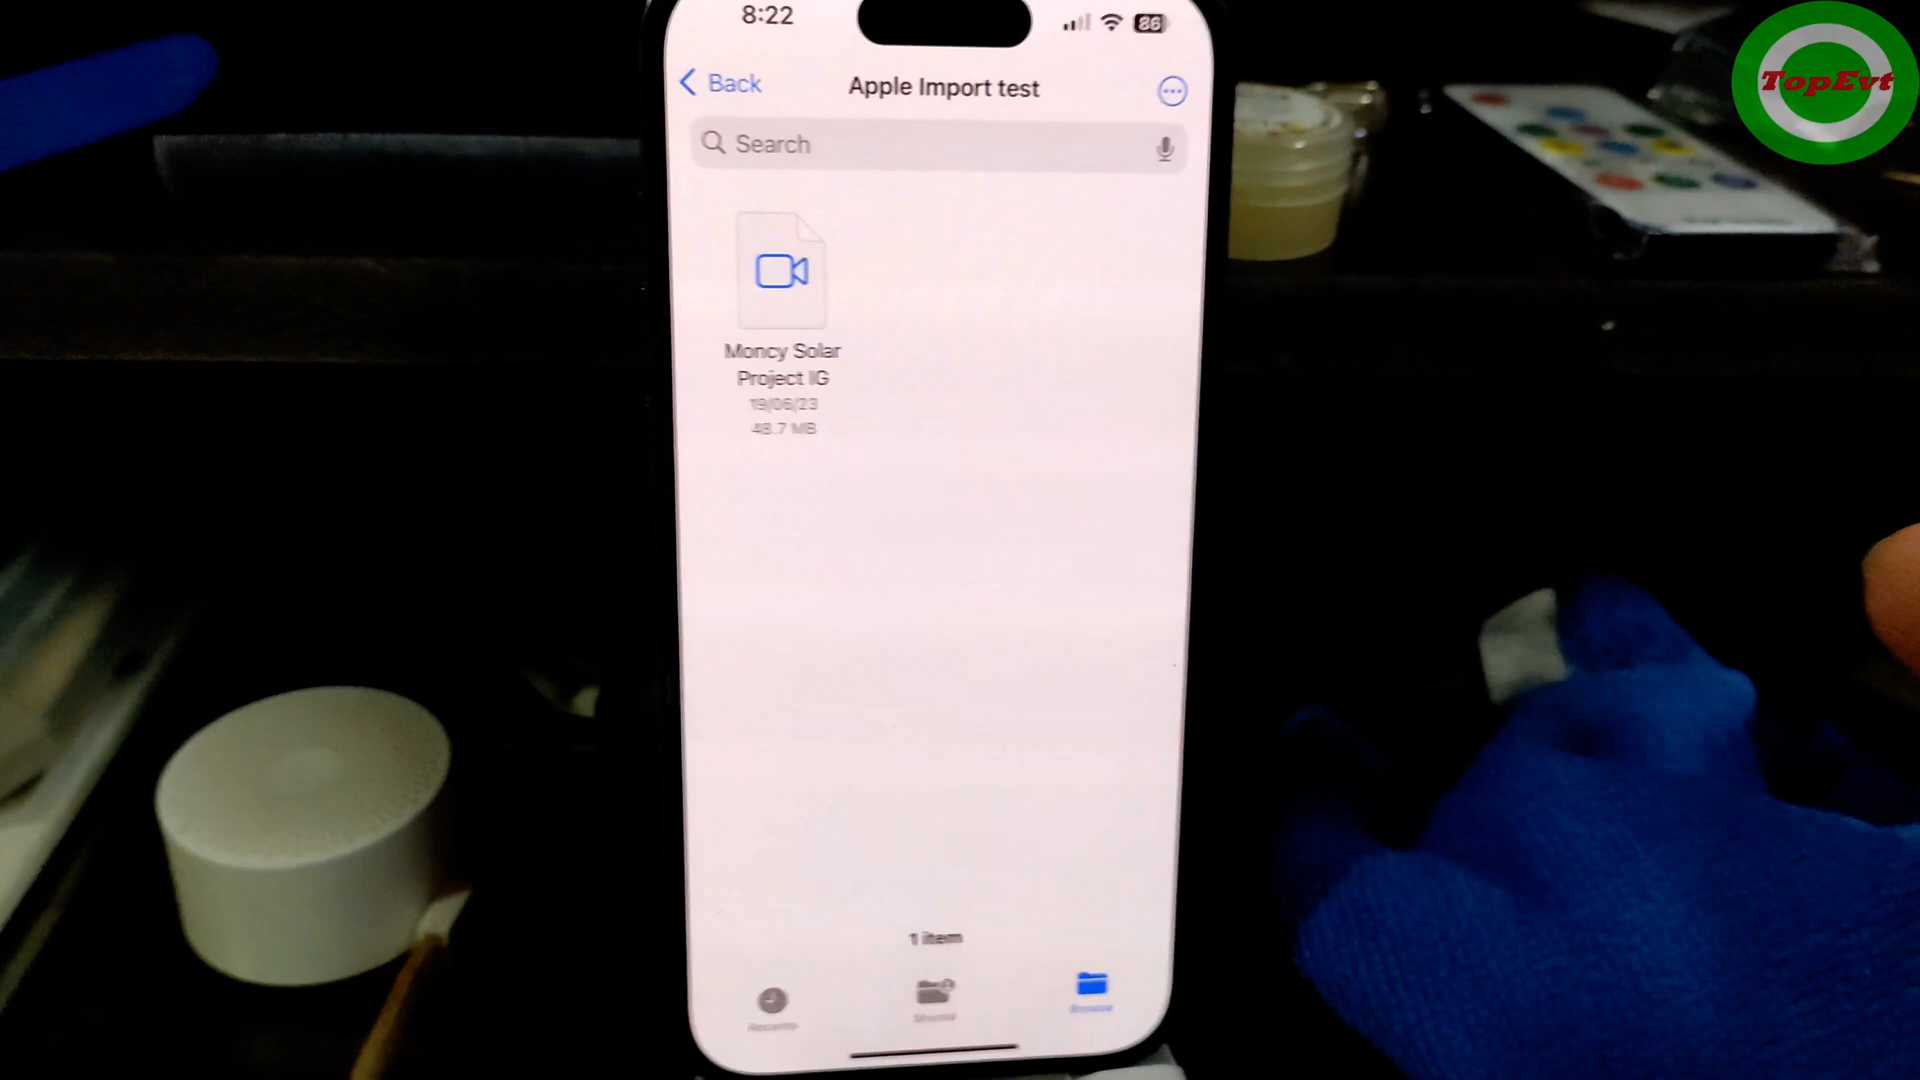 8:22
86
Back
Apple Import test
Search
Moncy Solar
Project IG
19/06/23
48.7 MB
1 item
Recents
Shared
Browse
TopEvt